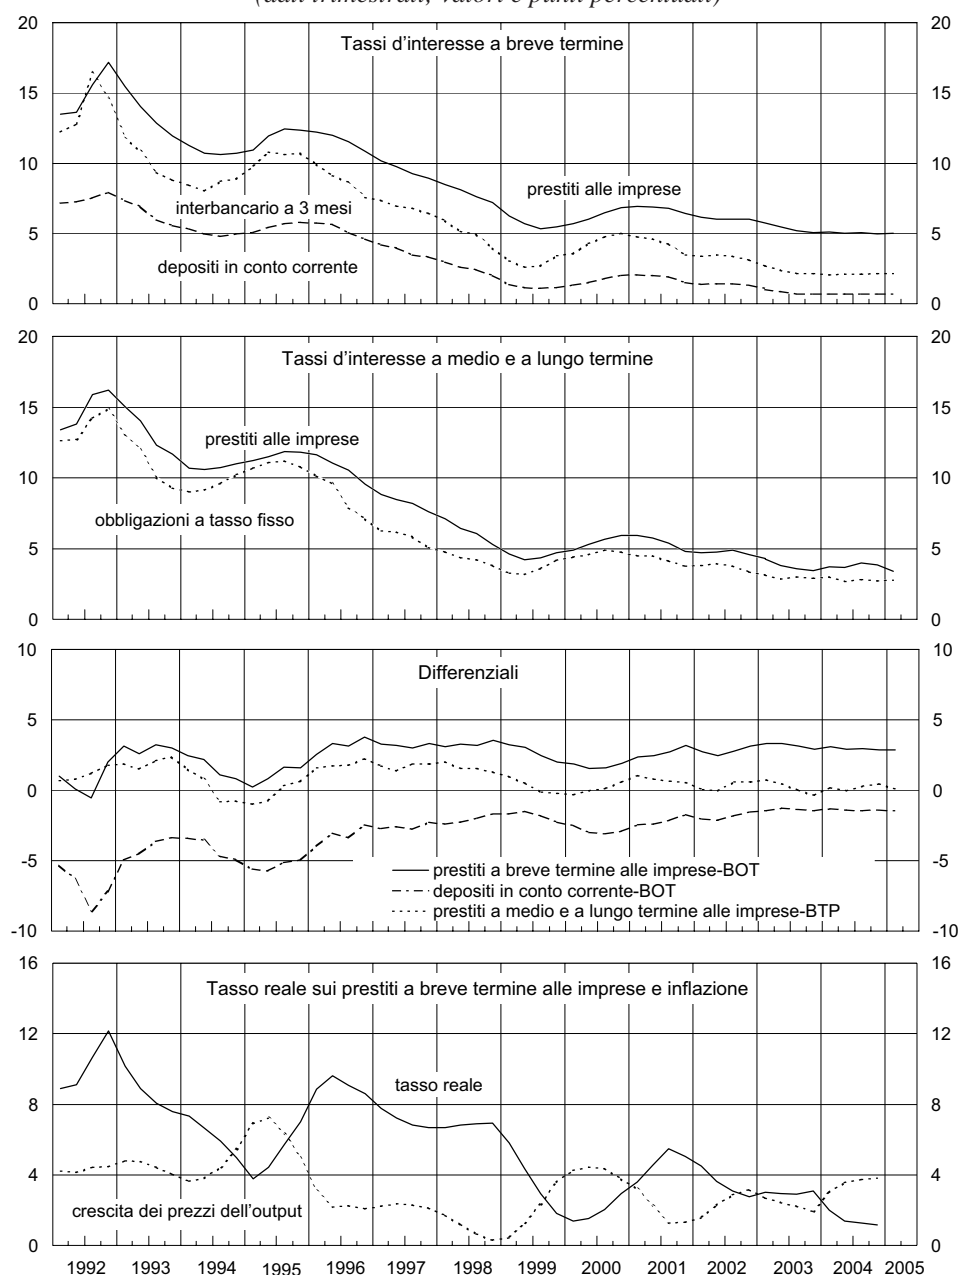 (dati trimestrali, valori e punti percentuali)
20 20
Tassi d'interesse a breve termine
15 15
10 10
prestiti alle imprese
interbancario a 3 mesi
5 5
depositi in conto corrente
0 0
20 20
Tassi d'interesse a medio e a lungo termine
15 15
prestiti alle imprese
10 10
obbligazioni a tasso fisso
5 5
0 0
10 10
Differenziali
5 5
0 0
-5 -5
prestiti a breve termine alle imprese-BOT
depositi in conto corrente-BOT
prestiti a medio e a lungo termine alle imprese-BTP
-10 -10
16 16
Tasso reale sui prestiti a breve termine alle imprese e inflazione
12 12
tasso reale
8 8
4 4
crescita dei prezzi dell'output
0 0
1992 1993 1994 1995 1996 1997 1998 1999 2000 2001 2002 2003 2004 2005